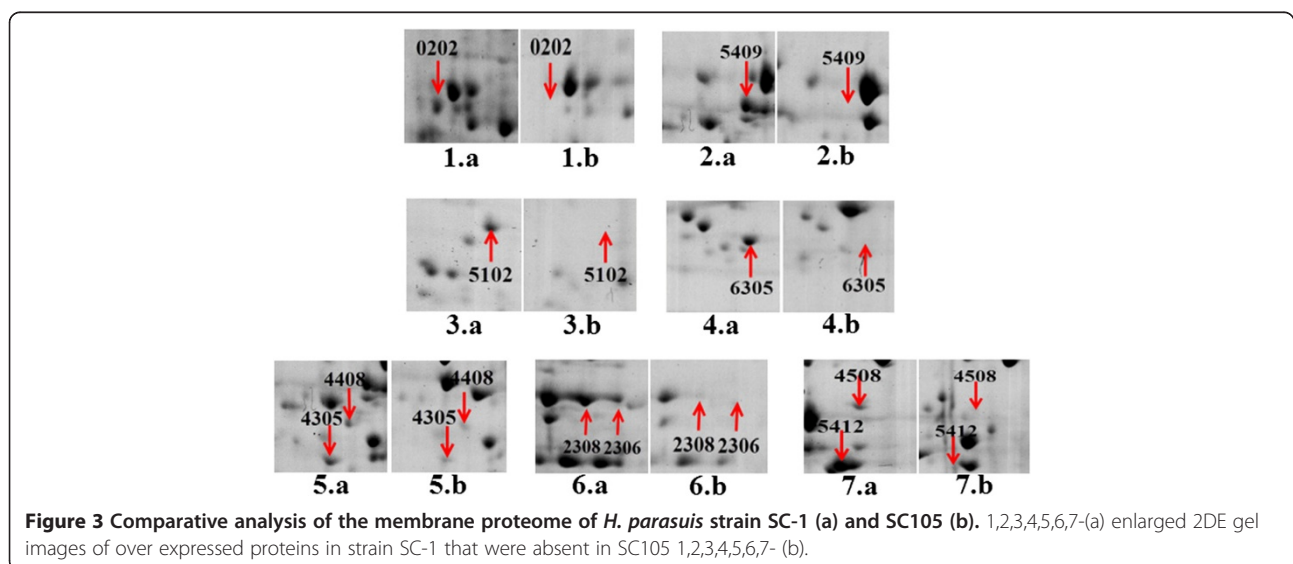 0202 0202 5409 5409
1.a 1.b 2.a 2.b
5102 5102 6305 6305
3.a 3.b 4.a 4.b
4408 4408 4508 4508
4305 4305 5412 5412
2308 2306 2308 2306
5.a 5.b 6.a 6.b 7.a 7.b
Figure 3 Comparative analysis of the membrane proteome of H. parasuis strain SC-1 (a) and SC105 (b). 1,2,3,4,5,6,7-(a) enlarged 2DE gel
images of over expressed proteins in strain SC-1 that were absent in SC105 1,2,3,4,5,6,7- (b).